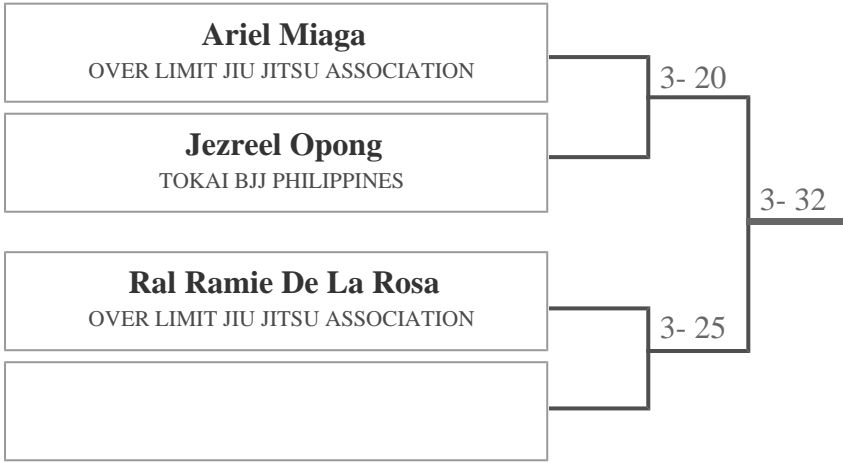 Ariel Miaga
OVER LIMIT JIU JITSU ASSOCIATION
3- 20
Jezreel Opong
TOKAI BJJ PHILIPPINES
3- 32
Ral Ramie De La Rosa
OVER LIMIT JIU JITSU ASSOCIATION
3- 25